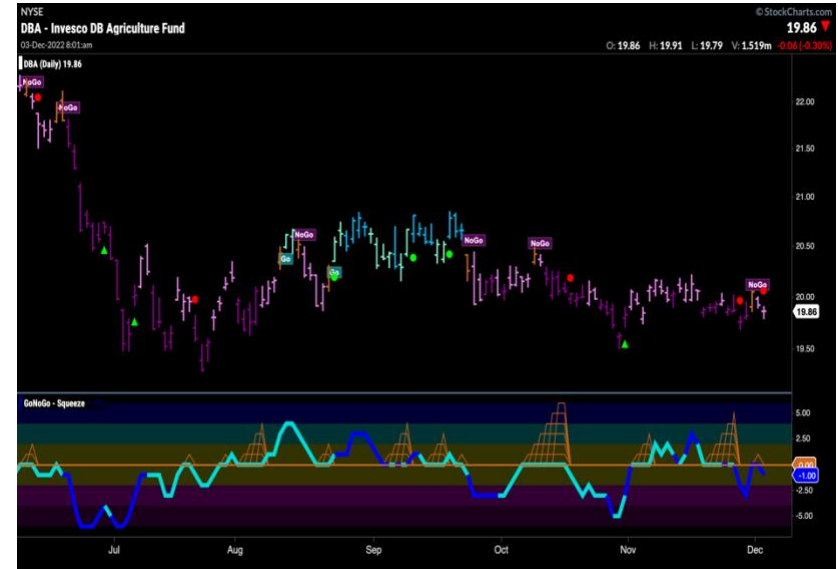 NYSE
© StockCharts.com
DBA - Invesco DB Agriculture Fund
19.86
03-Dec-2022 8:01:am
O: 19.86 H: 19.91 L: 19.79 V: 1.519m -0.06 (-0.30%)
DBA (Daily) 19.86
NoGo
NoGo
22.00
21.50
21.00
20.50
20.00
19.86
19.50
Go
NoGo
Go
NoGo
NoGo
NoGo
GoNoGo - Squeeze
5.00
2.50
0.00
-1.00
-2.50
-5.00
Jul Aug Sep Oct Nov Dec